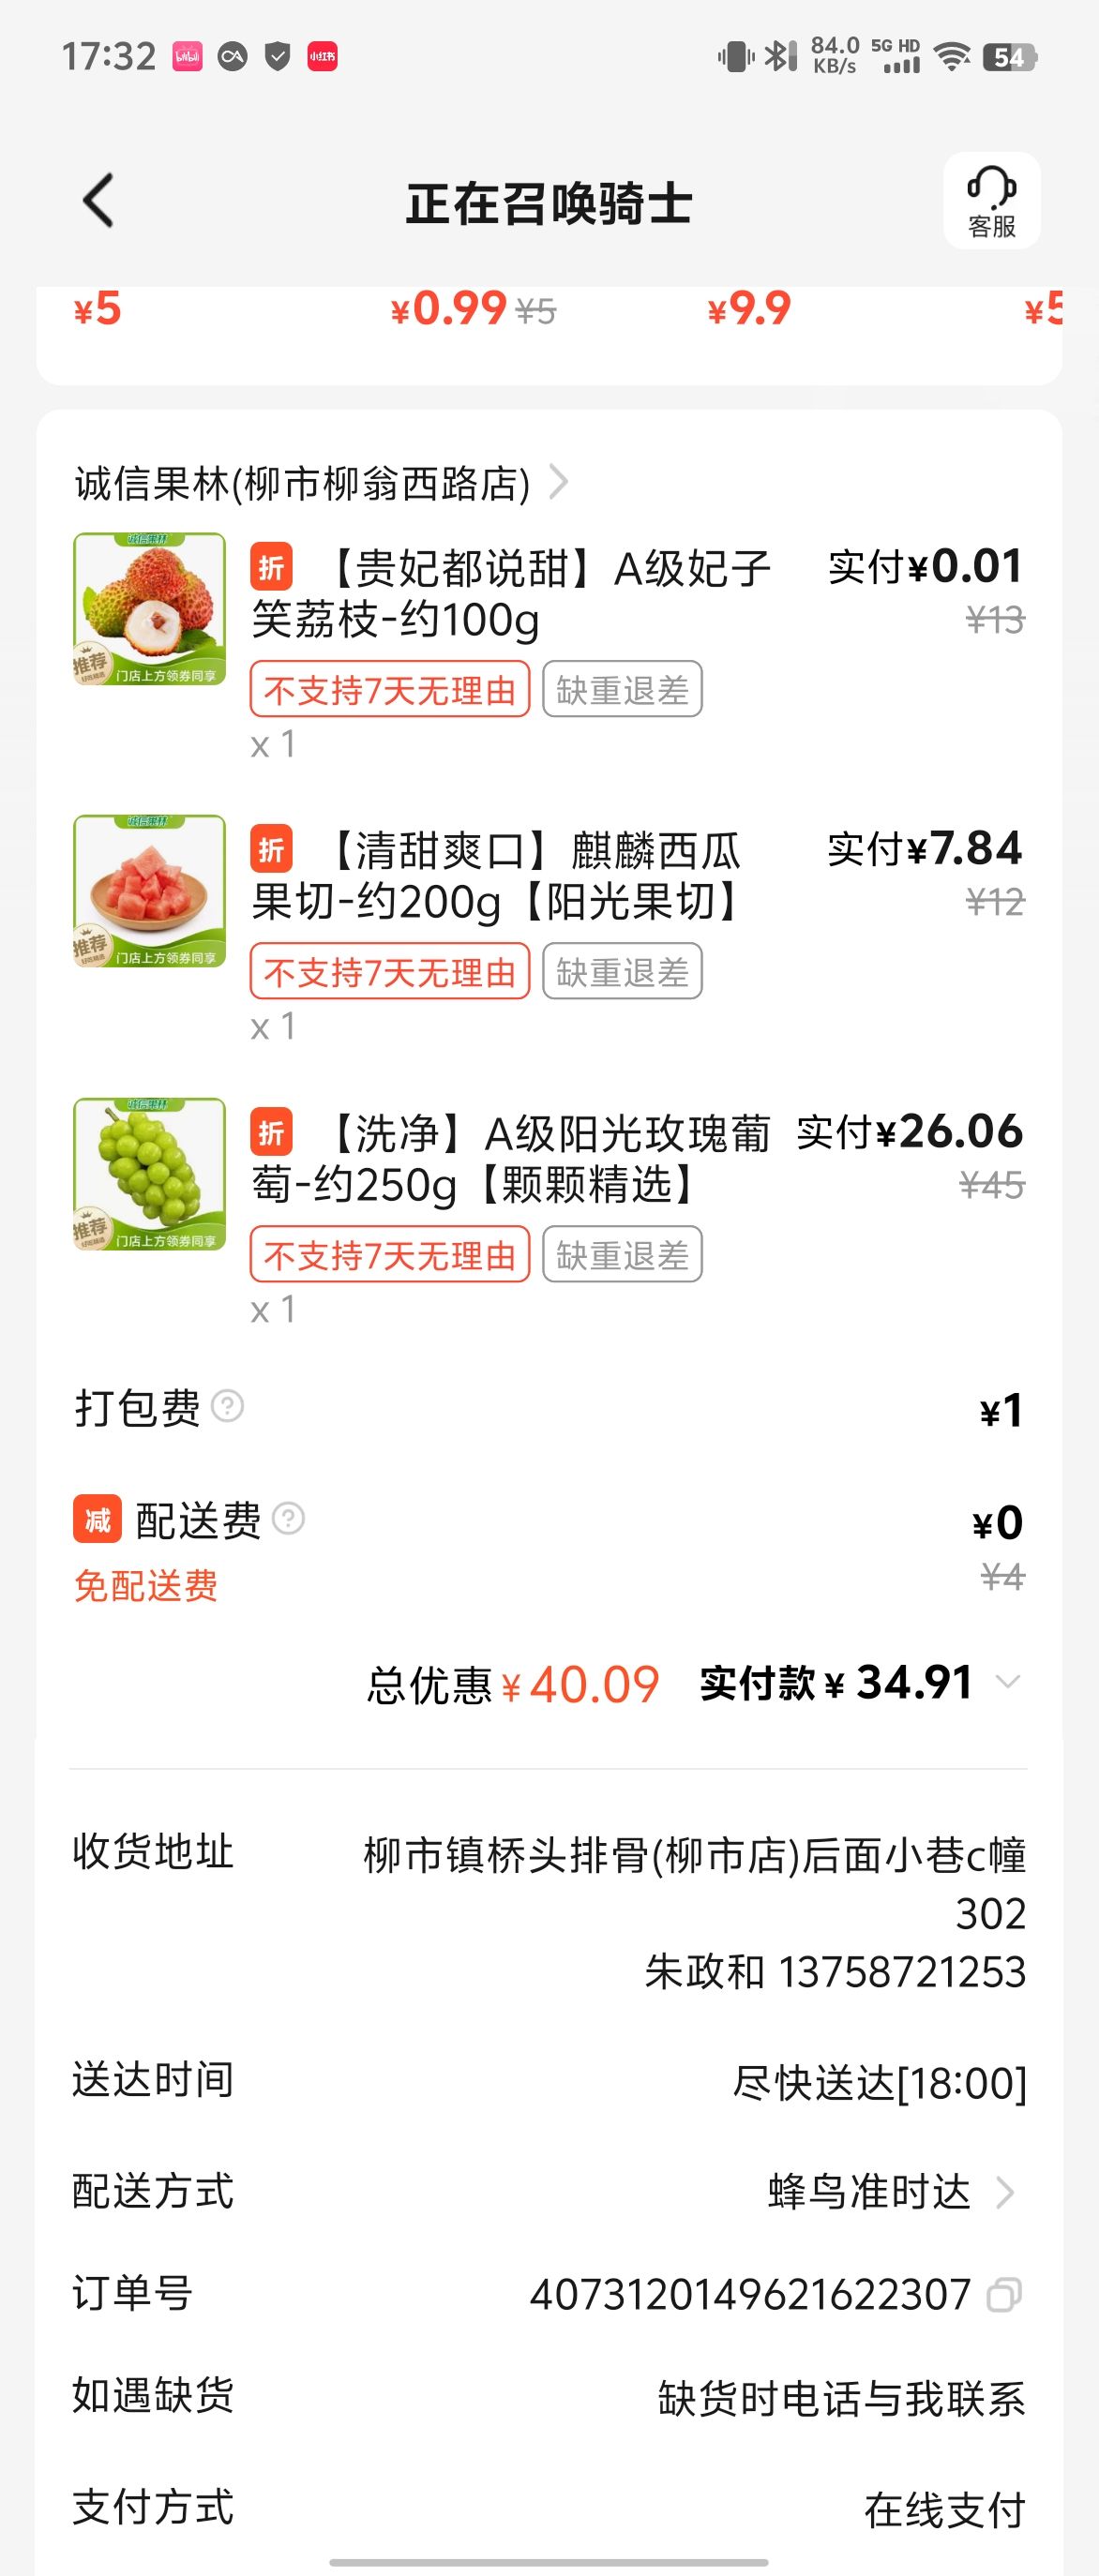 17:32
bilibili
小红书
84.0
KB/s
5G HD
54
正在召唤骑士
客服
¥5
¥0.99 ¥5
¥9.9
¥5
诚信果林(柳市柳翁西路店)
诚信果林
推荐
门店上方领券同享
折 【贵妃都说甜】A级妃子
笑荔枝-约100g
实付¥0.01
¥13
不支持7天无理由 缺重退差
x 1
诚信果林
推荐
门店上方领券同享
折 【清甜爽口】麒麟西瓜
果切-约200g【阳光果切】
实付¥7.84
¥12
不支持7天无理由 缺重退差
x 1
诚信果林
推荐
门店上方领券同享
折 【洗净】A级阳光玫瑰葡
萄-约250g【颗颗精选】
实付¥26.06
¥45
不支持7天无理由 缺重退差
x 1
打包费 ? ¥1
减 配送费 ? ¥0
免配送费 ¥4
总优惠¥40.09 实付款¥34.91
收货地址 柳市镇桥头排骨(柳市店)后面小巷c幢
302
朱政和 13758721253
送达时间 尽快送达[18:00]
配送方式 蜂鸟准时达
订单号 4073120149621622307
如遇缺货 缺货时电话与我联系
支付方式 在线支付